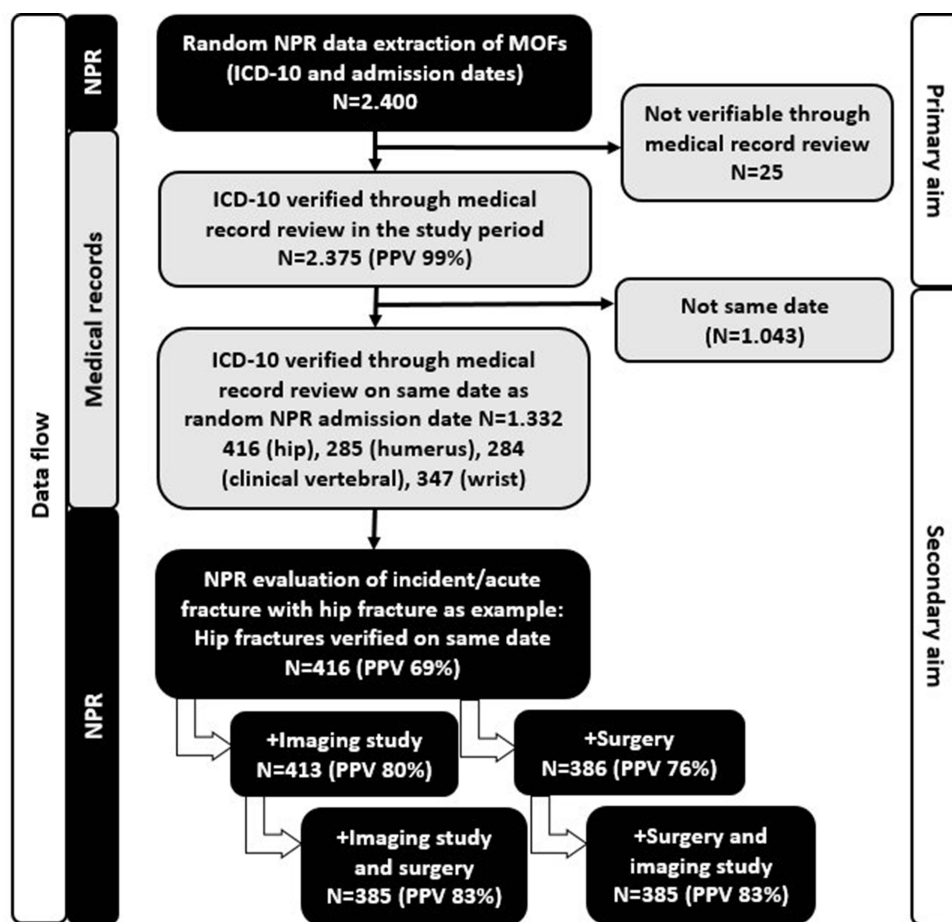 Data flow
NPR
Medical records
NPR
Primary aim
Secondary aim
Random NPR data extraction of MOFs
(ICD-10 and admission dates)
N=2.400
Not verifiable through
medical record review
N=25
ICD-10 verified through medical
record review in the study period
N=2.375 (PPV 99%)
Not same date
(N=1.043)
ICD-10 verified through medical
record review on same date as
random NPR admission date N=1.332
416 (hip), 285 (humerus), 284
(clinical vertebral), 347 (wrist)
NPR evaluation of incident/acute
fracture with hip fracture as example:
Hip fractures verified on same date
N=416 (PPV 69%)
+Imaging study
N=413 (PPV 80%)
+Surgery
N=386 (PPV 76%)
+Imaging study
and surgery
N=385 (PPV 83%)
+Surgery and
imaging study
N=385 (PPV 83%)